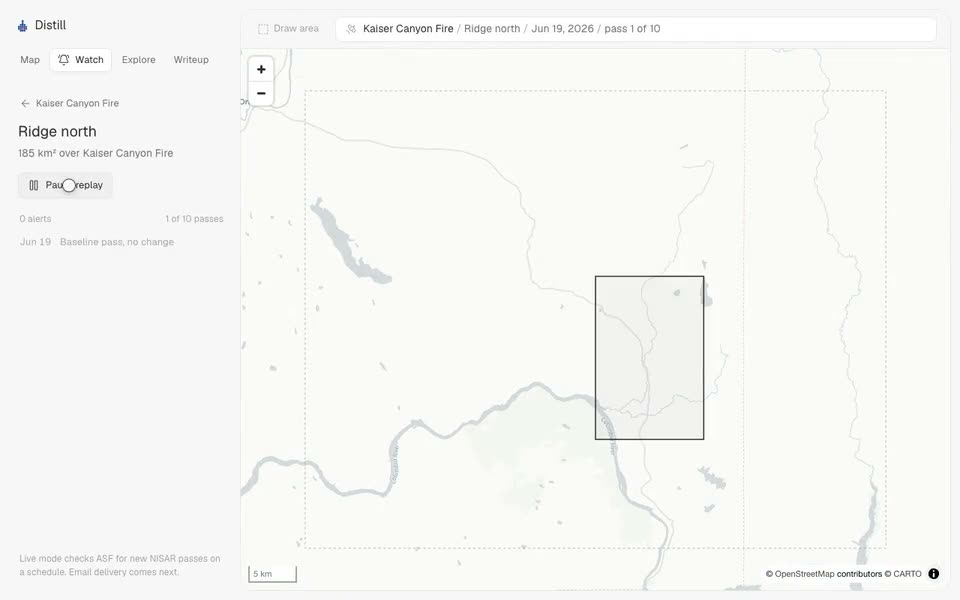 Distill
Draw area
Kaiser Canyon Fire / Ridge north / Jun 19, 2026 / pass 1 of 10
Map
Watch
Explore
Writeup
+
−
Kaiser Canyon Fire
Ridge north
185 km² over Kaiser Canyon Fire
replay
0 alerts
1 of 10 passes
Jun 19 Baseline pass, no change
Live mode checks ASF for new NISAR passes on
a schedule. Email delivery comes next.
5 km
© OpenStreetMap contributors © CARTO